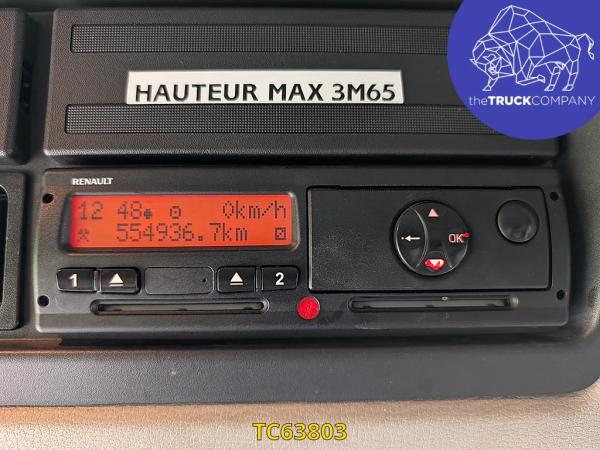 theTRUCKCOMPANY
HAUTEUR MAX 3M65
RENAULT
12 48 0km/h
554936.7km
1 2
OK
TC63803